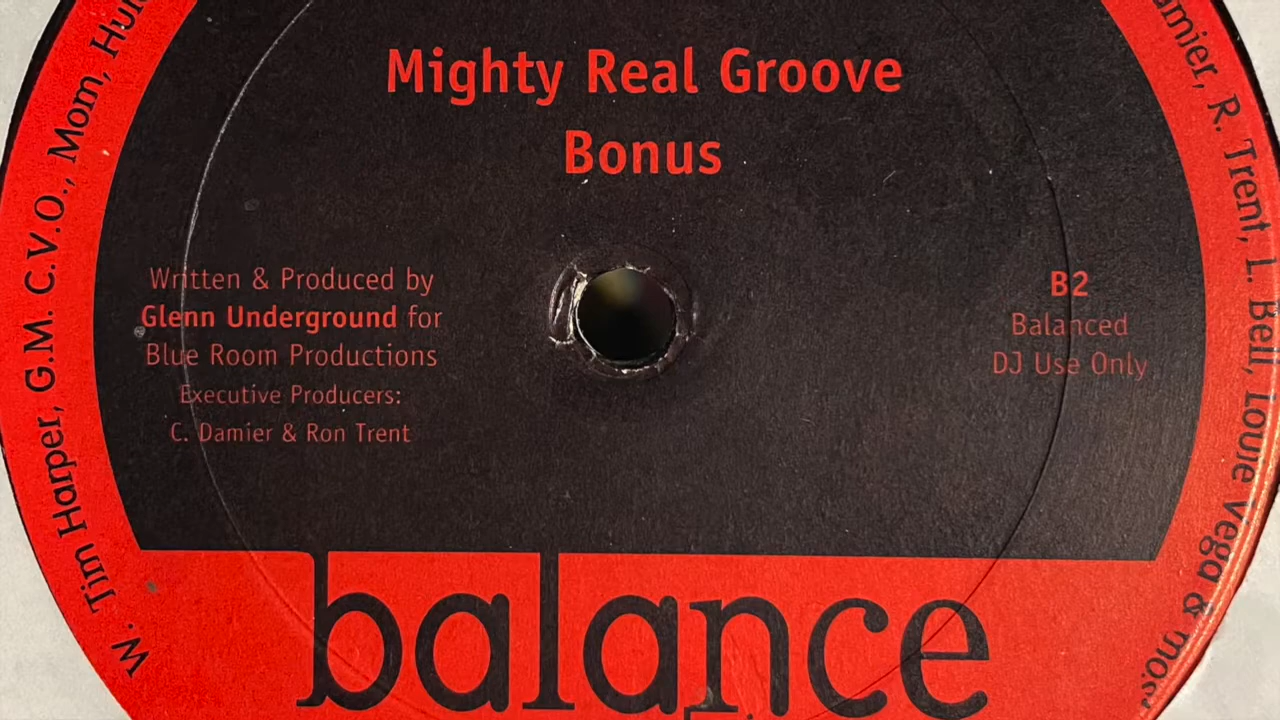 Mighty Real Groove
Bonus
Written & Produced by
Glenn Underground for
Blue Room Productions
Executive Producers:
C. Damier & Ron Trent
B2
Balanced
DJ Use Only
W. Tim Harper, G.M. C.V.O., Mom,
R. Trent, L. Bell, Louie Vega &
balance